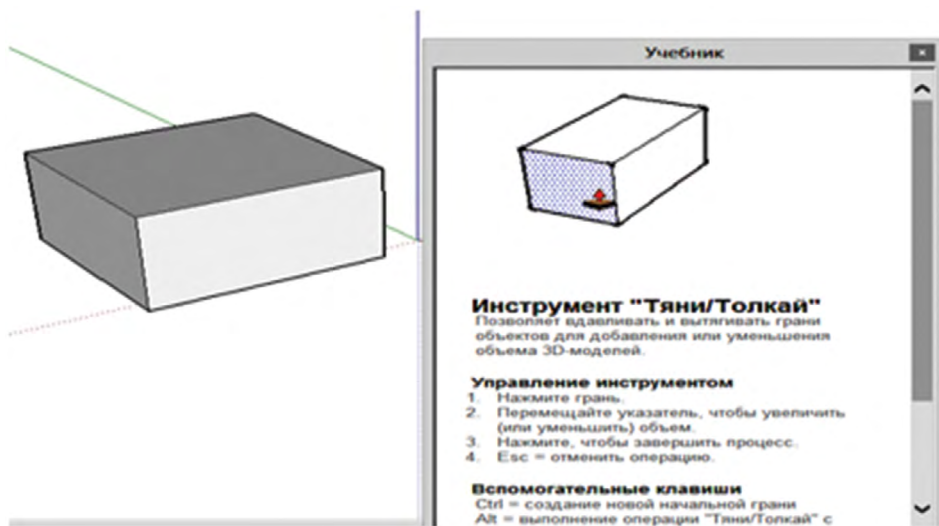 Учебник
Инструмент "Тяни/Толкай"
Позволяет вдавливать и вытягивать грани
объектов для добавления или уменьшения
объема 3D-моделей.
Управление инструментом
1. Нажмите грань.
2. Перемещайте указатель, чтобы увеличить
(или уменьшить) объем.
3. Нажмите, чтобы завершить процесс.
4. Esc = отменить операцию.
Вспомогательные клавиши
Ctrl = создание новой начальной грани
Alt = выполнение операции "Тяни/Толкай" с